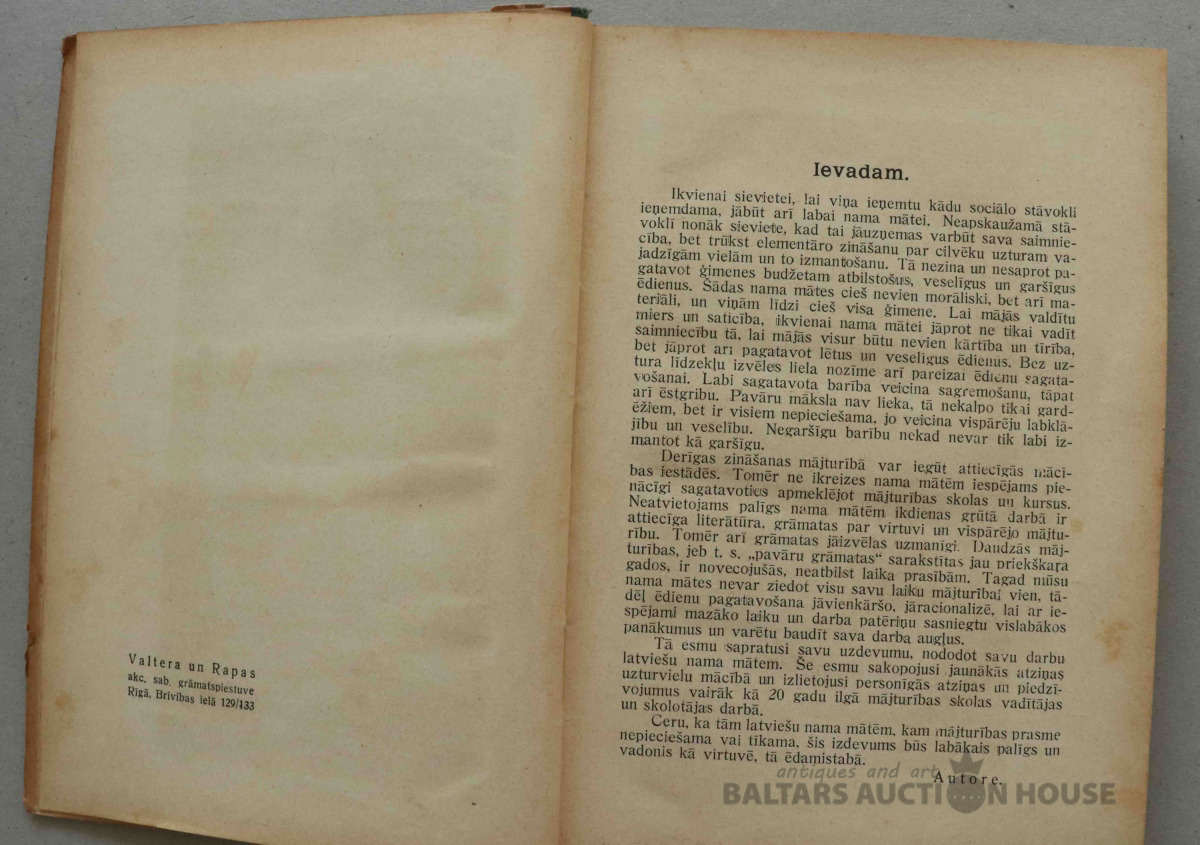 Valtera un Rapas
akc. sab. grāmatspiestuve
Rīgā, Brīvības ielā 129/133
Ievadam.
Ikvienai sievietei, lai viņa ieņemtu kādu sociālo stāvokli
ieņemdama, jābūt arī labai nama mātei. Neapskaužamā stā-
voklī nonāk sieviete, kad tai jāuzņemas varbūt sava saimnie-
cība, bet trūkst elementāro zināšanu par cilvēku uzturam va-
jadzīgām vielām un to izmantošanu. Tā nezina un nesaprot pa-
gatavot ģimenes budžetam atbilstošus, veselīgus un garšīgus
ēdienus. Šādas nama mātes cieš nevien morāliski, bet arī ma-
teriāli, un viņām līdzi cieš visa ģimene. Lai mājās valdītu
miers un saticība, ikvienai nama mātei jāprot ne tikai vadīt
saimniecību tā, lai mājās visur būtu nevien kārtība un tīrība,
bet jāprot arī pagatavot lētus un veselīgus ēdienus. Bez uz-
tura līdzekļu izvēles liela nozīme arī pareizai ēdienu sagata-
vošanai. Labi sagatavota barība veicina sagremošanu, tāpat
arī ēstgribu. Pavāru māksla nav lieka, tā nekalpo tikai gard-
ēžiem, bet ir visiem nepieciešama, jo veicina vispārēju labklā-
jību un veselību. Negaršīgu barību nekad nevar tik labi iz-
mantot kā garšīgu.
Derīgas zināšanas mājturībā var iegūt attiecīgās mācī-
bas iestādēs. Tomēr ne ikreizes nama mātēm iespējams pie-
nācīgi sagatavoties apmeklējot mājturības skolas un kursus.
Neatvietojams palīgs nama mātēm ikdienas grūtā darbā ir
attiecīga literātūra, grāmatas par virtuvi un vispārējo mājtu-
rību. Tomēr arī grāmatas jāizvēlas uzmanīgi. Daudzās māj-
turības, jeb t. s. „pavāru grāmatas“ sarakstītas jau priekškara
gados, ir novecojušās, neatbilst laika prasībām. Tagad mūsu
nama mātes nevar ziedot visu savu laiku mājturībai vien, tā-
dēļ ēdienu pagatavošana jāvienkāršo, jāracionalizē, lai ar ie-
spējami mazāko laiku un darba patēriņu sasniegtu vislabākos
panākumus un varētu baudīt sava darba augļus.
Tā esmu sapratusi savu uzdevumu, nododot savu darbu
latviešu nama mātem. Še esmu sakopojusi jaunākās atziņas
uzturvielu mācībā un izlietojusi personīgās atziņas un piedzī-
vojumus vairāk kā 20 gadu ilgā mājturības skolas vadītājas
un skolotājas darbā.
Ceru, ka tām latviešu nama mātēm, kam mājturības prasme
nepieciešama vai tīkama, šis izdevums būs labākais palīgs un
vadonis kā virtuvē, tā ēdamistabā.
Autore.
antiques and art
BALTARS AUCTION HOUSE